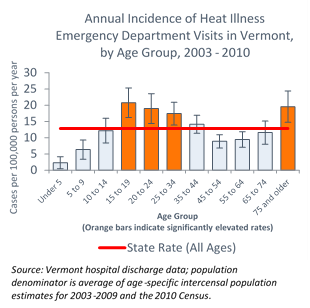 Annual Incidence of Heat Illness
Emergency Department Visits in Vermont,
by Age Group, 2003 - 2010
Cases per 100,000 persons per year
30
25
20
15
10
5
0
Under 5
5 to 9
10 to 14
15 to 19
20 to 24
25 to 34
35 to 44
45 to 54
55 to 64
65 to 74
75 and older
Age Group
(Orange bars indicate significantly elevated rates)
State Rate (All Ages)
Source: Vermont hospital discharge data; population
denominator is average of age-specific intercensal population
estimates for 2003-2009 and the 2010 Census.